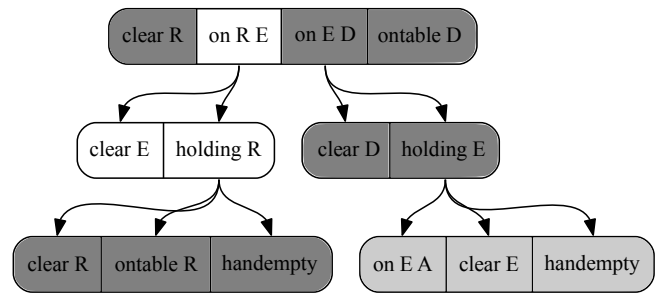 clear R on R E on E D ontable D
clear E holding R clear D holding E
clear R ontable R handempty on E A clear E handempty